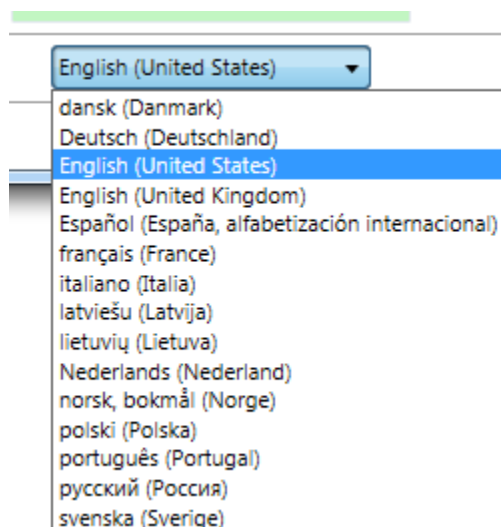 English (United States)
dansk (Danmark)
Deutsch (Deutschland)
English (United States)
English (United Kingdom)
Español (España, alfabetización internacional)
français (France)
italiano (Italia)
latviešu (Latvija)
lietuvių (Lietuva)
Nederlands (Nederland)
norsk, bokmål (Norge)
polski (Polska)
português (Portugal)
русский (Россия)
svenska (Sverige)